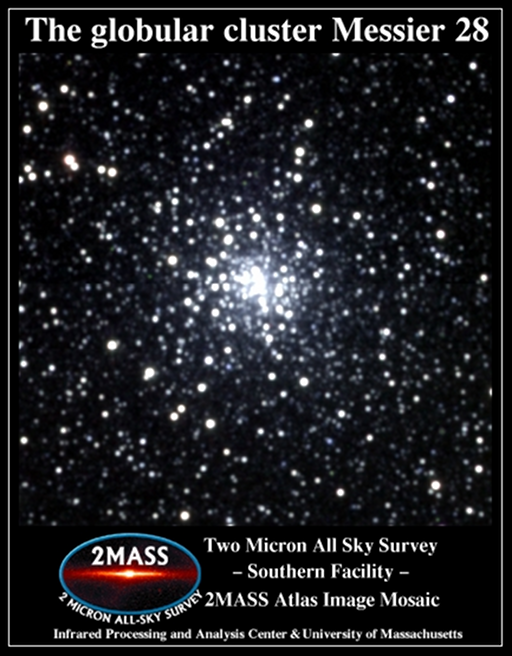 The globular cluster Messier 28
2MASS
2 MICRON ALL-SKY SURVEY
Two Micron All Sky Survey
– Southern Facility –
2MASS Atlas Image Mosaic
Infrared Processing and Analysis Center & University of Massachusetts